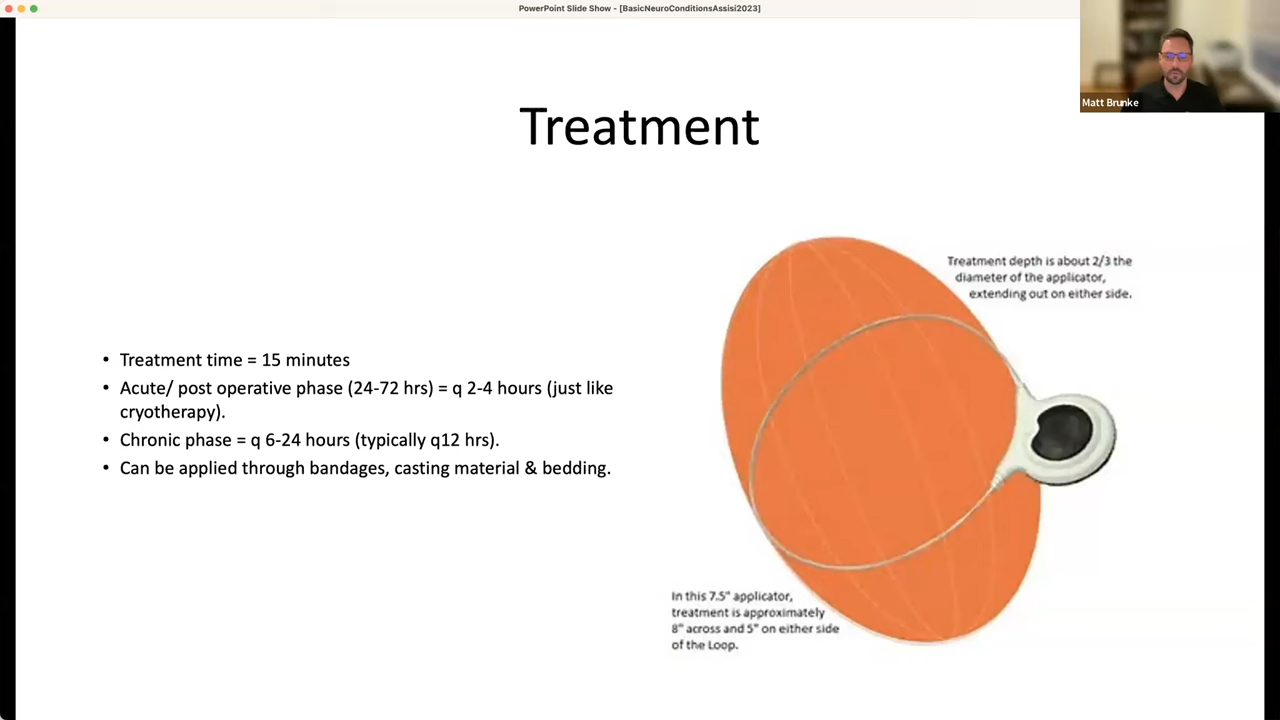 PowerPoint Slide Show - [BasicNeuroConditionsAssisi2023]
Matt Brunke
Treatment
• Treatment time = 15 minutes
• Acute/ post operative phase (24-72 hrs) = q 2-4 hours (just like
cryotherapy).
• Chronic phase = q 6-24 hours (typically q12 hrs).
• Can be applied through bandages, casting material & bedding.
Treatment depth is about 2/3 the
diameter of the applicator,
extending out on either side.
In this 7.5" applicator,
treatment is approximately
8" across and 5" on either side
of the Loop.